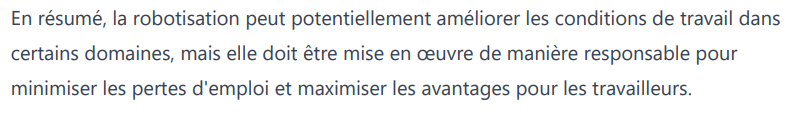 En résumé, la robotisation peut potentiellement améliorer les conditions de travail dans
certains domaines, mais elle doit être mise en œuvre de manière responsable pour
minimiser les pertes d'emploi et maximiser les avantages pour les travailleurs.